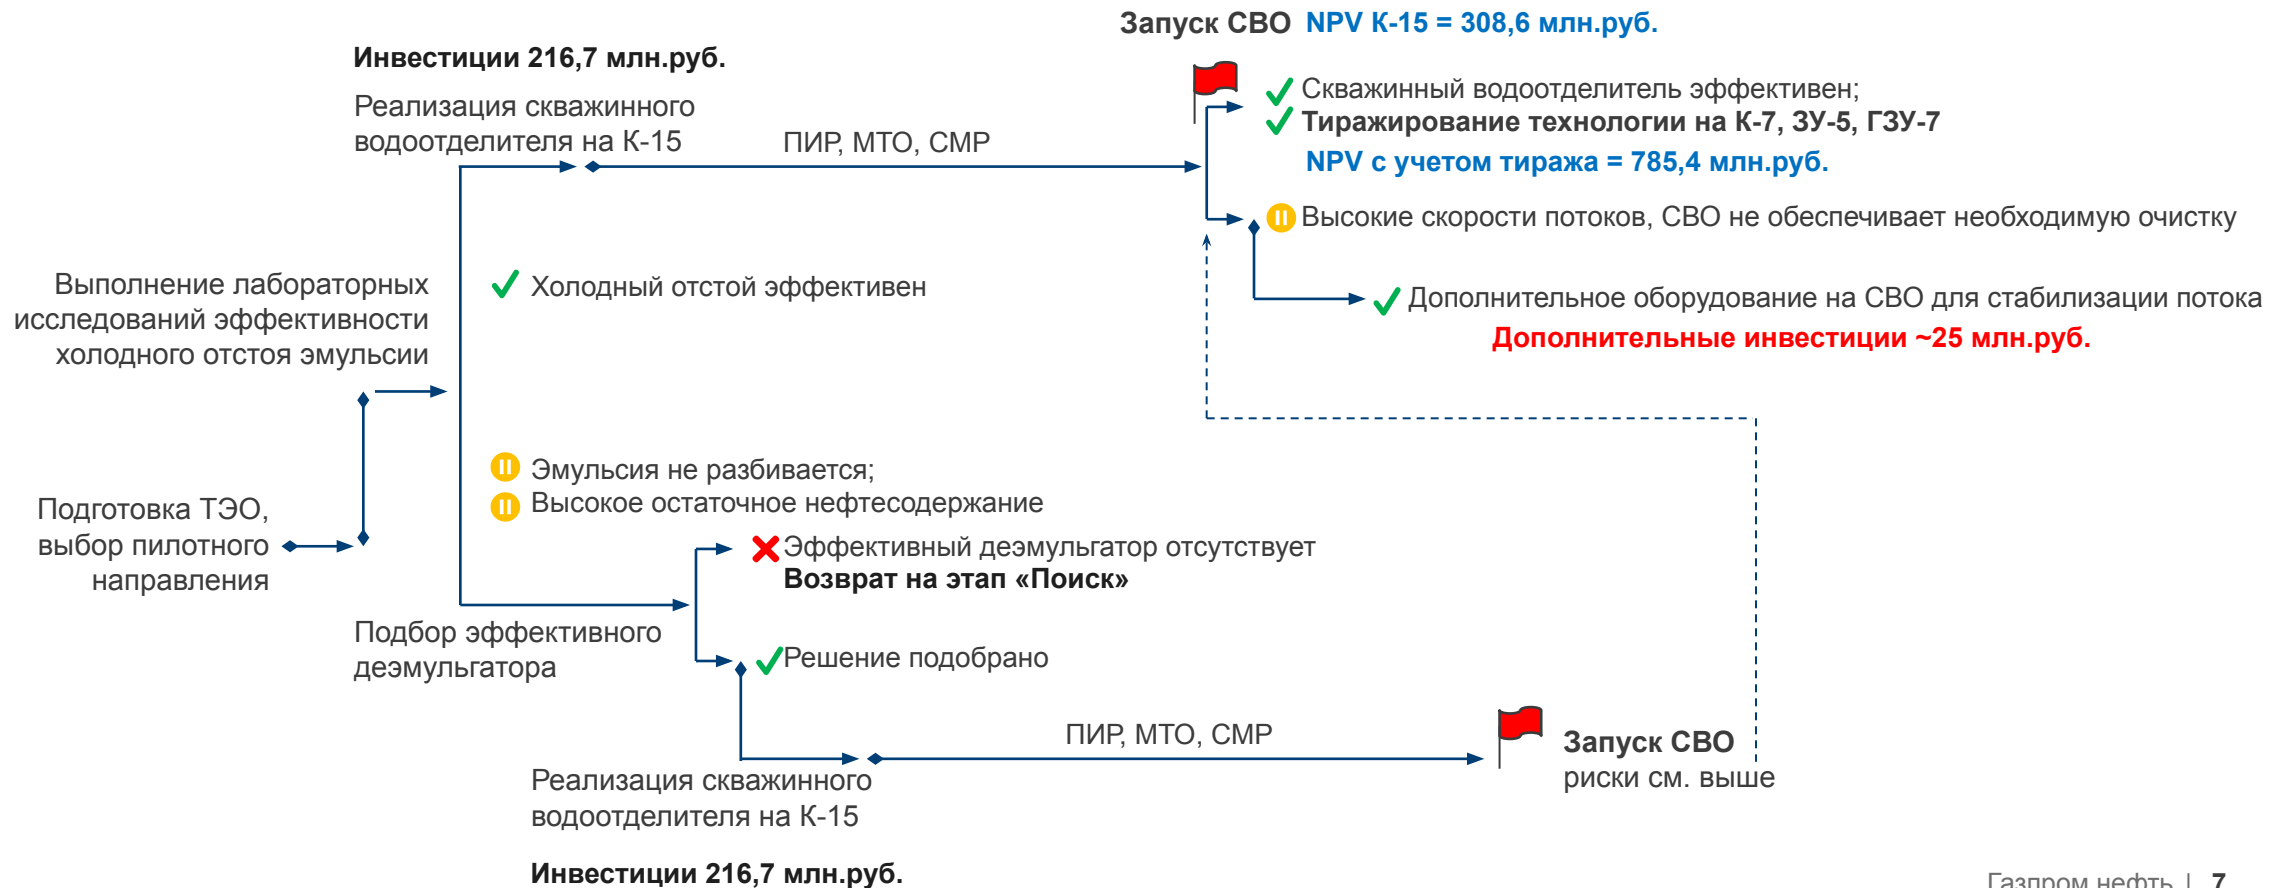 Запуск СВО NPV К-15 = 308,6 млн.руб.
Инвестиции 216,7 млн.руб.
Реализация скважинного
водоотделителя на К-15
ПИР, МТО, СМР
Скважинный водоотделитель эффективен;
Тиражирование технологии на К-7, ЗУ-5, ГЗУ-7
NPV с учетом тиража = 785,4 млн.руб.
Высокие скорости потоков, СВО не обеспечивает необходимую очистку
Выполнение лабораторных
исследований эффективности
холодного отстоя эмульсии
Холодный отстой эффективен
Дополнительное оборудование на СВО для стабилизации потока
Дополнительные инвестиции ~25 млн.руб.
Эмульсия не разбивается;
Высокое остаточное нефтесодержание
Подготовка ТЭО,
выбор пилотного
направления
Эффективный деэмульгатор отсутствует
Возврат на этап «Поиск»
Подбор эффективного
деэмульгатора
Решение подобрано
ПИР, МТО, СМР
Запуск СВО
риски см. выше
Реализация скважинного
водоотделителя на К-15
Инвестиции 216,7 млн.руб.
Газпром нефть | 7